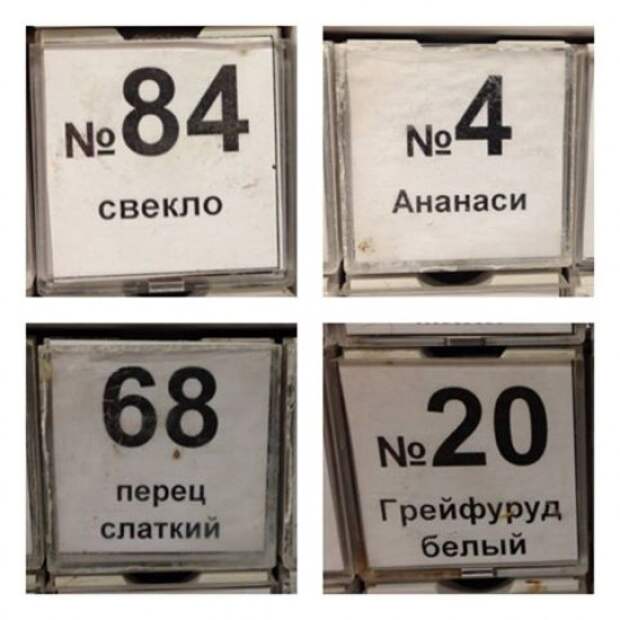 №84
свекло
№4
Ананаси
68
перец
слаткий
№20
Грейфуруд
белый